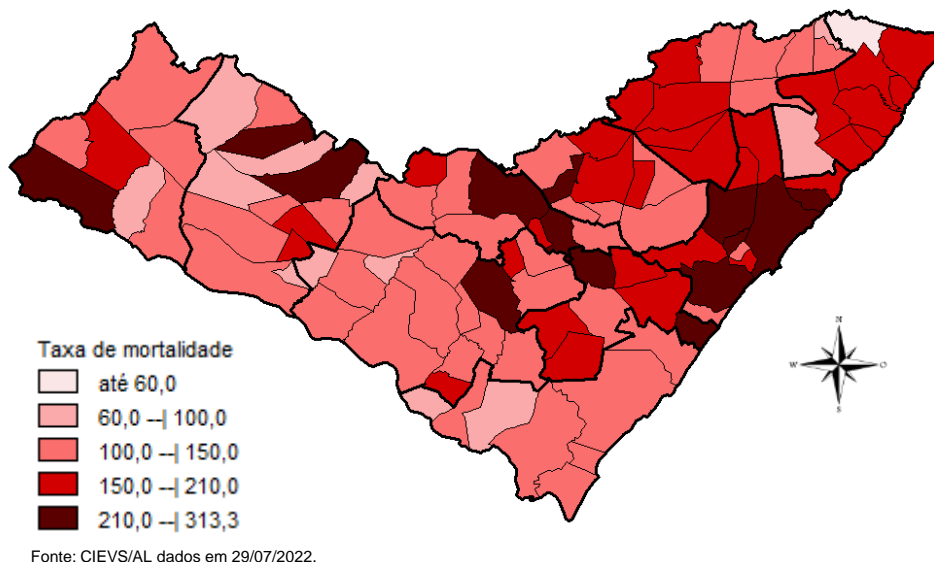 N
W
O
S
Taxa de mortalidade
até 60,0
60,0 --| 100,0
100,0 --| 150,0
150,0 --| 210,0
210,0 --| 313,3
Fonte: CIEVS/AL dados em 29/07/2022.